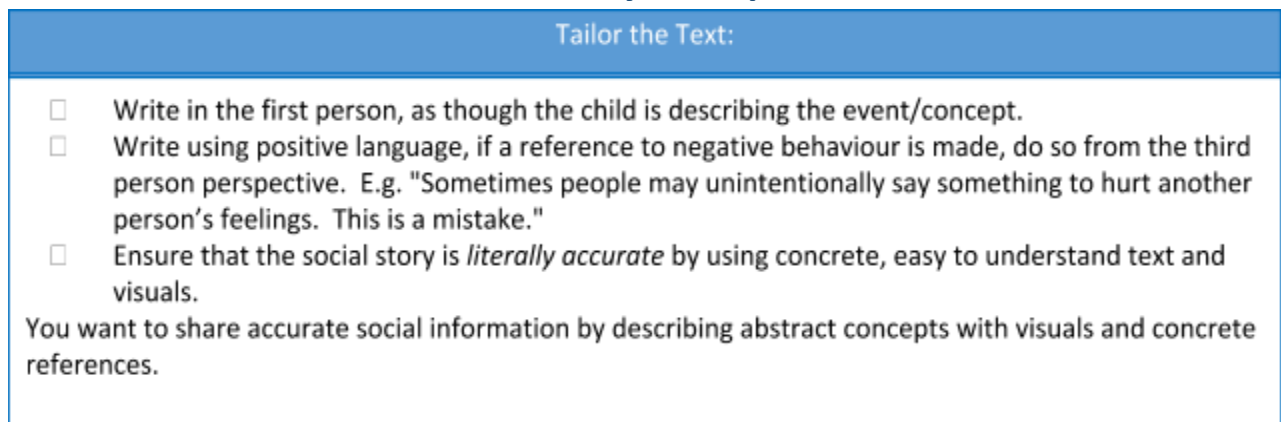 Tailor the Text:
Write in the first person, as though the child is describing the event/concept.
Write using positive language, if a reference to negative behaviour is made, do so from the third
person perspective.  E.g. "Sometimes people may unintentionally say something to hurt another
person’s feelings.  This is a mistake."
Ensure that the social story is literally accurate by using concrete, easy to understand text and
visuals.
You want to share accurate social information by describing abstract concepts with visuals and concrete
references.